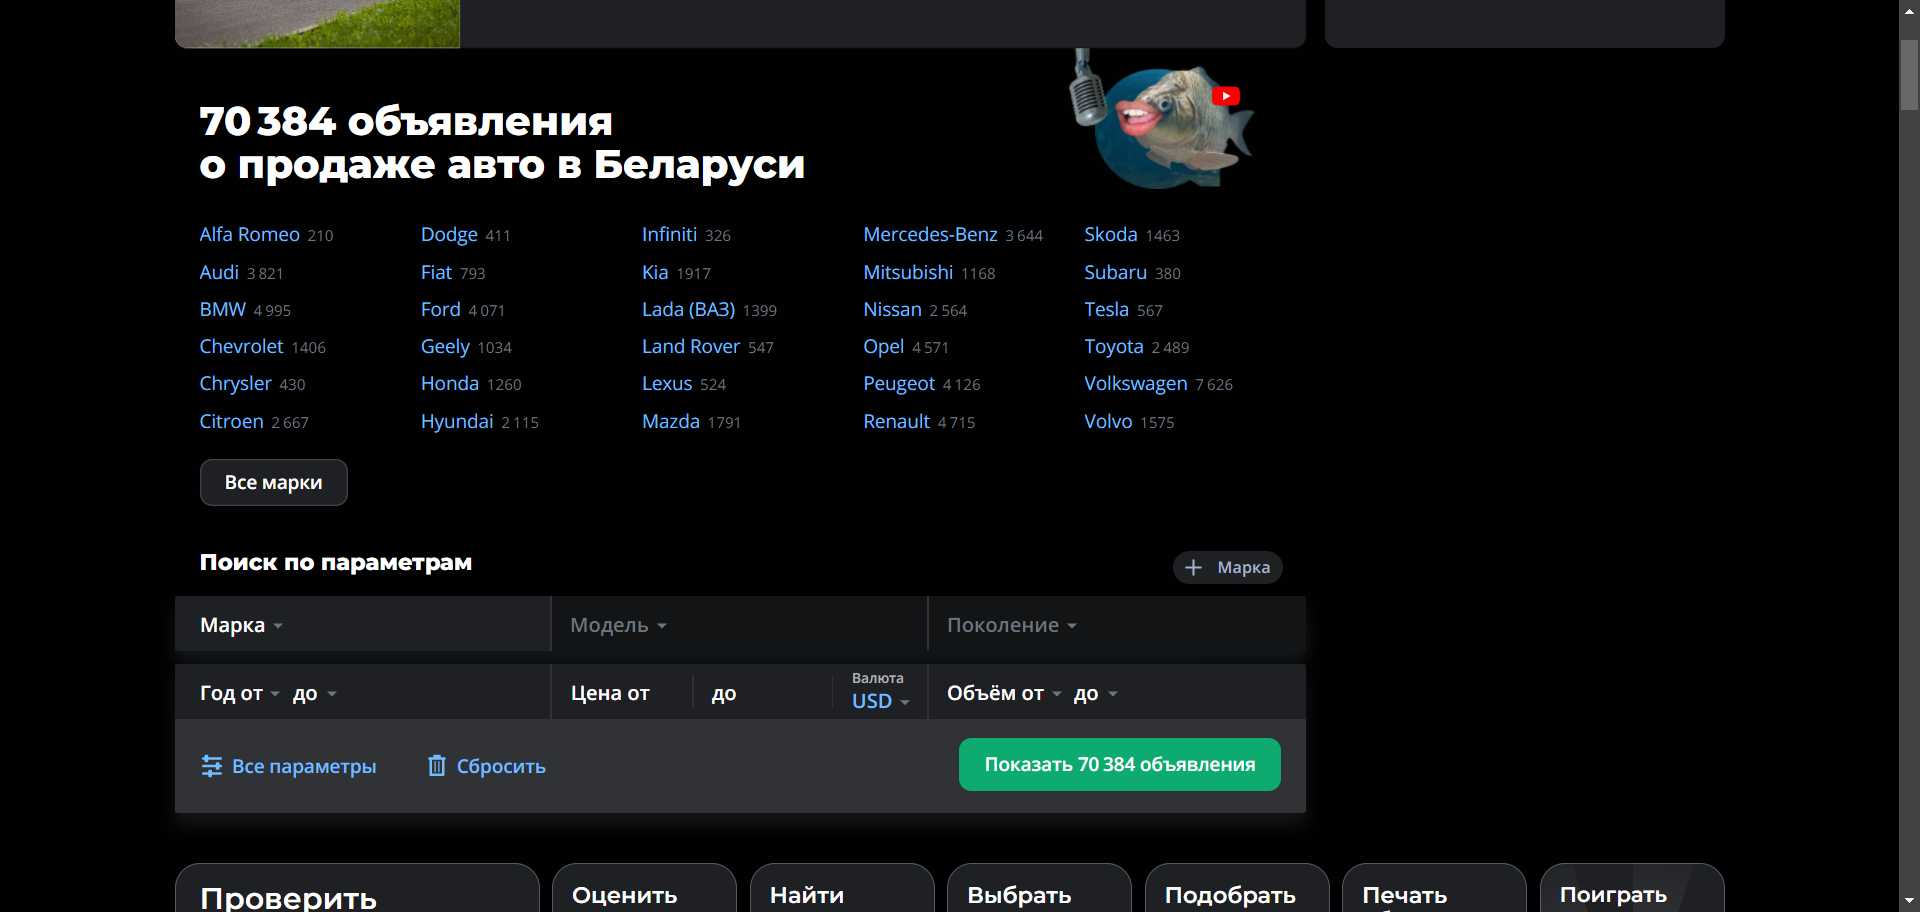 70 384 объявления
о продаже авто в Беларуси
Alfa Romeo 210
Dodge 411
Infiniti 326
Mercedes-Benz 3 644
Skoda 1463
Audi 3 821
Fiat 793
Kia 1917
Mitsubishi 1168
Subaru 380
BMW 4 995
Ford 4 071
Lada (ВАЗ) 1399
Nissan 2 564
Tesla 567
Chevrolet 1406
Geely 1034
Land Rover 547
Opel 4 571
Toyota 2 489
Chrysler 430
Honda 1260
Lexus 524
Peugeot 4 126
Volkswagen 7 626
Citroen 2 667
Hyundai 2 115
Mazda 1791
Renault 4 715
Volvo 1575
Все марки
Поиск по параметрам
Марка
Марка
Модель
Поколение
Год от до
Цена от
до
Валюта
USD
Объём от до
Все параметры
Сбросить
Показать 70 384 объявления
Проверить
Оценить
Найти
Выбрать
Подобрать
Печать
Поиграть